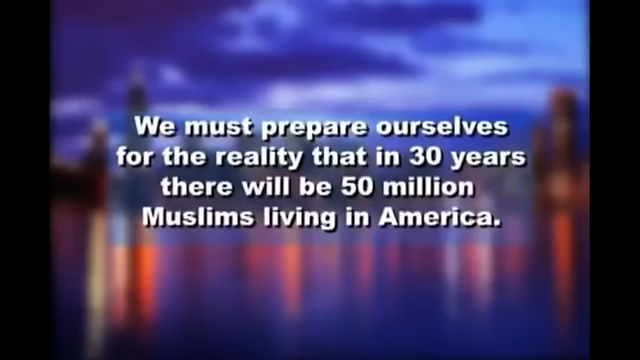 We must prepare ourselves
for the reality that in 30 years
there will be 50 million
Muslims living in America.